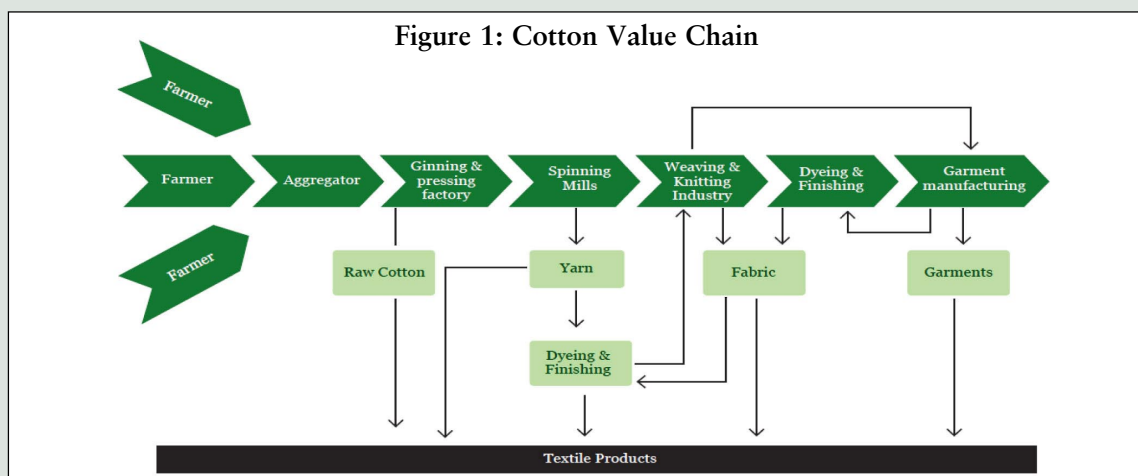 Figure 1: Cotton Value Chain
Farmer
Farmer
Aggregator
Ginning &
pressing
factory
Spinning
Mills
Weaving &
Knitting
Industry
Dyeing &
Finishing
Garment
manufacturing
Farmer
Raw Cotton
Yarn
Fabric
Garments
Dyeing &
Finishing
Textile Products